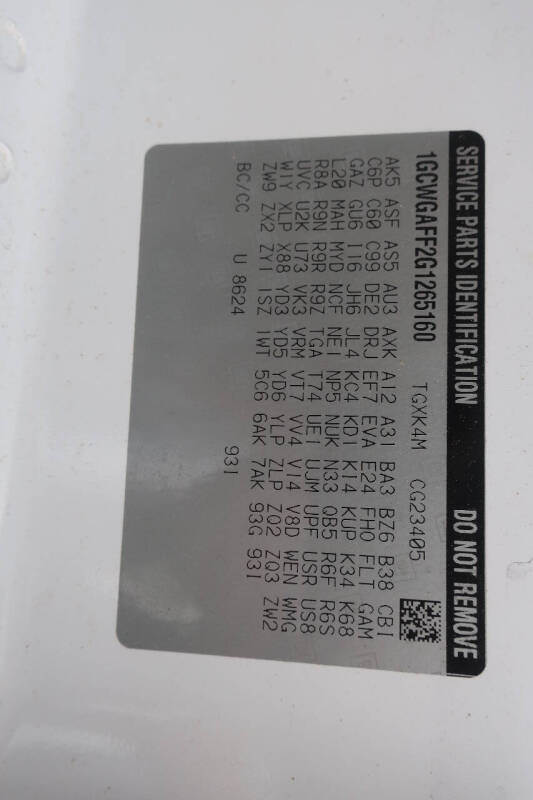 SERVICE PARTS IDENTIFICATION DO NOT REMOVE
1GCWGAFF2G1265160 TGXK4M CG23405
AK5 ASF AS5 AU3 AXK A12 A31 BA3 BZ6 B38 CB1
C6P C60 C99 DE2 DRJ EF7 EVA E24 FHO FLT GAM
GAZ GU6 I16 JH6 JL4 KC4 KD1 K14 KUP K34 K68
L20 MAH MYD NCF NE1 NP5 NUK N33 QB5 R6F R6S
R8A R9N R9R R9Z TGA T74 UE1 UJM UPF USR US8
UVC U2K U73 VK3 VRM VT7 VV4 V14 V8D WEN WMG
W1Y XLP X88 YD3 YD5 YD6 YLP ZLP ZQ2 ZQ3 ZW2
ZW9 ZX2 ZY1 1SZ 1WT 5C6 6AK 7AK 93G 93I
BC/CC U 8624 93I